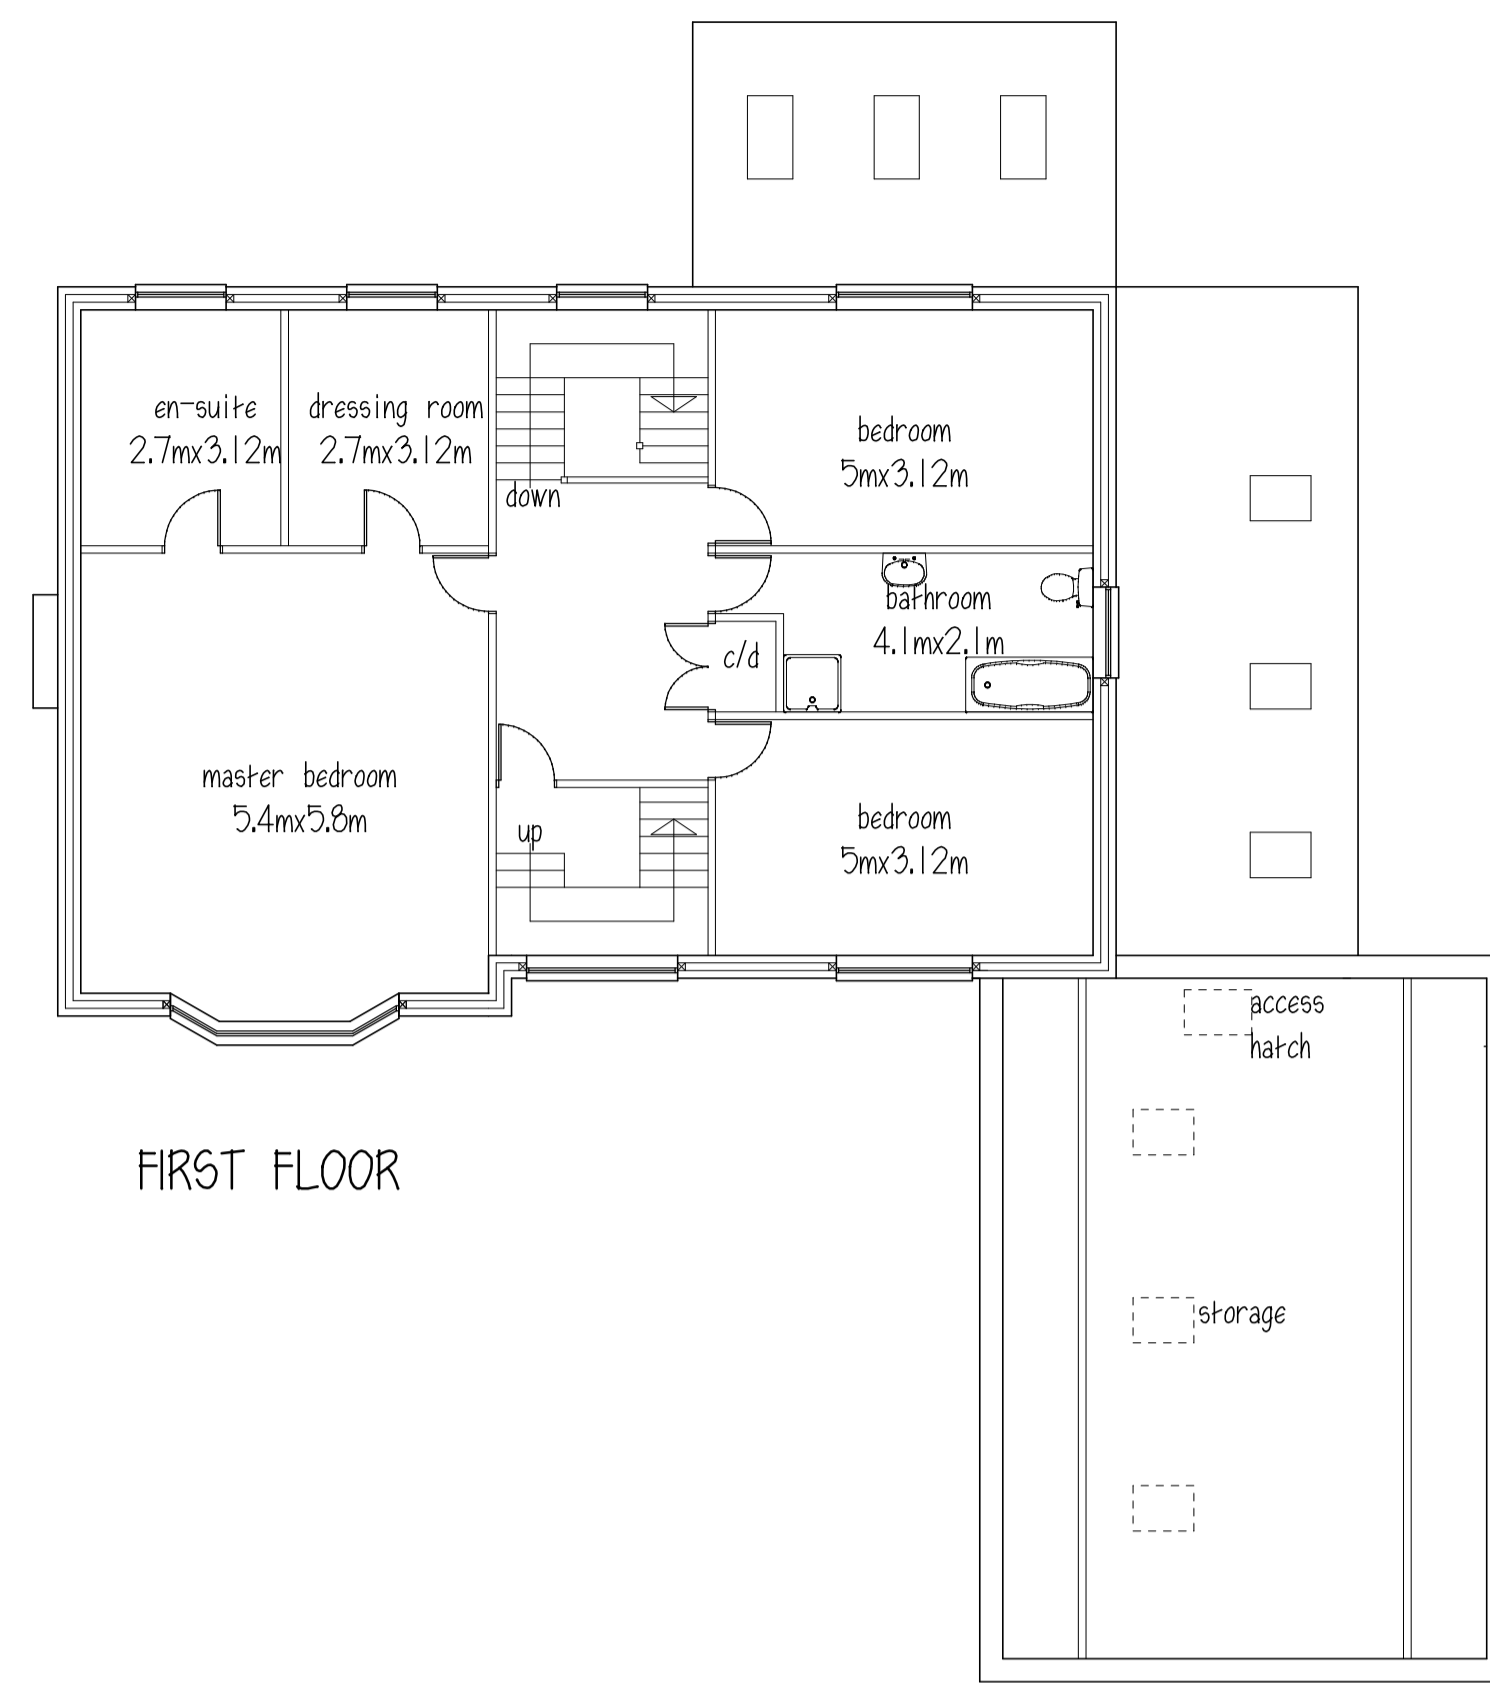 en-suite
2.7mx3.12m
dressing room
2.7mx3.12m
down
bedroom
5mx3.12m
bathroom
4.1mx2.1m
c/d
master bedroom
5.4mx5.8m
up
bedroom
5mx3.12m
access
hatch
FIRST FLOOR
storage